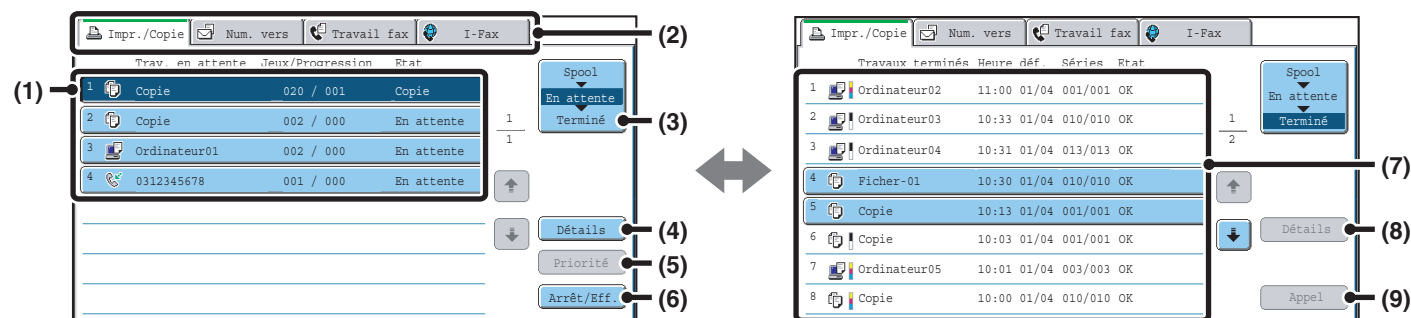 Impr./Copie Num. vers Travail fax I-Fax (2)
Trav. en attente Jeux/Progression Etat
(1) 1 Copie 020 / 001 Copie
2 Copie 002 / 000 En attente
3 Ordinateur01 002 / 000 En attente
4 0312345678 001 / 000 En attente
1
1
Spool
En attente
Terminé (3)
Détails (4)
Priorité (5)
Arrêt/Eff. (6)
Impr./Copie Num. vers Travail fax I-Fax
Travaux terminés Heure déf. Séries Etat
1 Ordinateur02 11:00 01/04 001/001 OK
2 Ordinateur03 10:33 01/04 010/010 OK
3 Ordinateur04 10:31 01/04 013/013 OK
4 Ficher-01 10:30 01/04 010/010 OK
5 Copie 10:13 01/04 001/001 OK
6 Copie 10:03 01/04 001/001 OK
7 Ordinateur05 10:01 01/04 003/003 OK
8 Copie 10:00 01/04 010/010 OK
1
2
Spool
En attente
Terminé
(7)
Détails (8)
Appel (9)